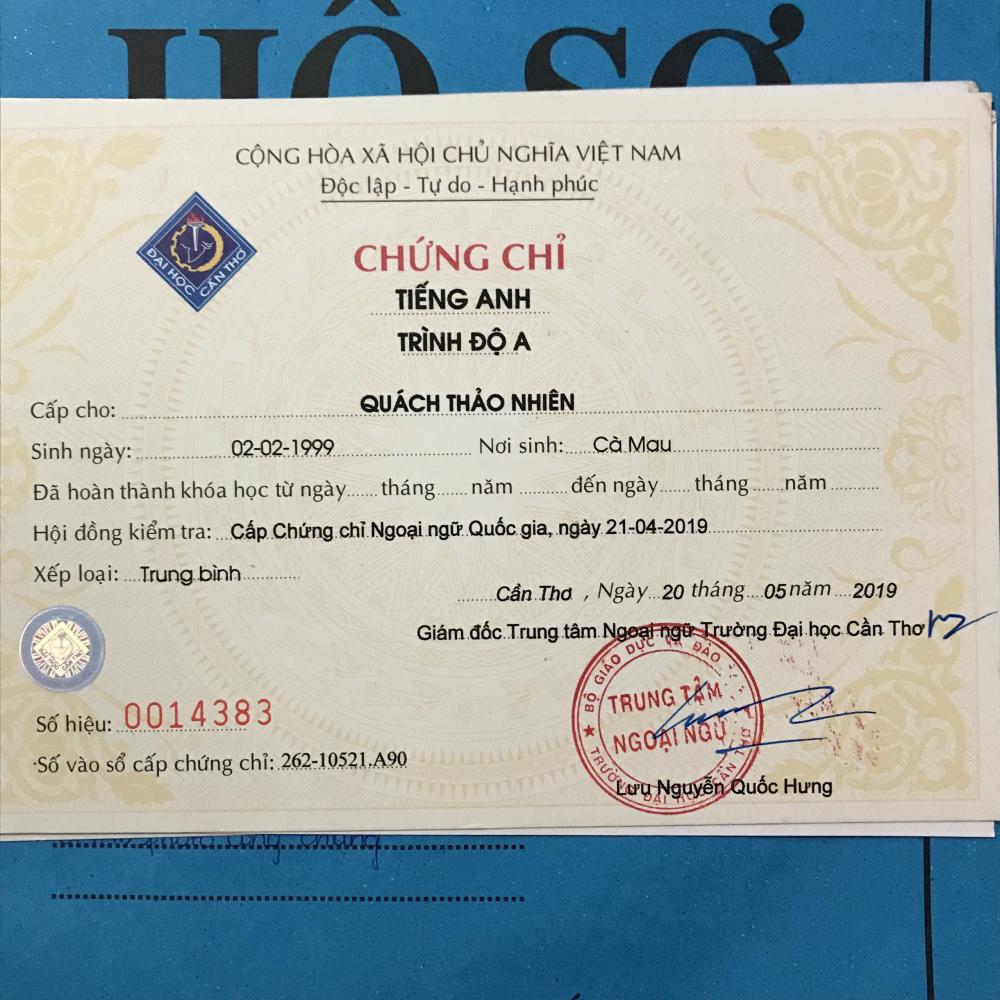 HỒ SƠ
CỘNG HÒA XÃ HỘI CHỦ NGHĨA VIỆT NAM
Độc lập - Tự do - Hạnh phúc
ĐẠI HỌC CẦN THƠ
CHỨNG CHỈ
TIẾNG ANH
TRÌNH ĐỘ A
Cấp cho: QUÁCH THẢO NHIÊN
Sinh ngày: 02-02-1999 Nơi sinh: Cà Mau
Đã hoàn thành khóa học từ ngày...... tháng...... năm .......... đến ngày...... tháng ......năm ..........
Hội đồng kiểm tra: Cấp Chứng chỉ Ngoại ngữ Quốc gia, ngày 21-04-2019
Xếp loại: Trung bình
Cần Thơ , Ngày 20 tháng 05 năm 2019
Giám đốc Trung tâm Ngoại ngữ Trường Đại học Cần Thơ
BỘ GIÁO DỤC VÀ ĐÀO
TRUNG TÂM
NGOẠI NGỮ
TRƯỜNG ĐẠI HỌC CẦN THƠ
Lưu Nguyễn Quốc Hưng
Số hiệu: 0014383
Số vào sổ cấp chứng chỉ: 262-10521.A90
photo công chứng